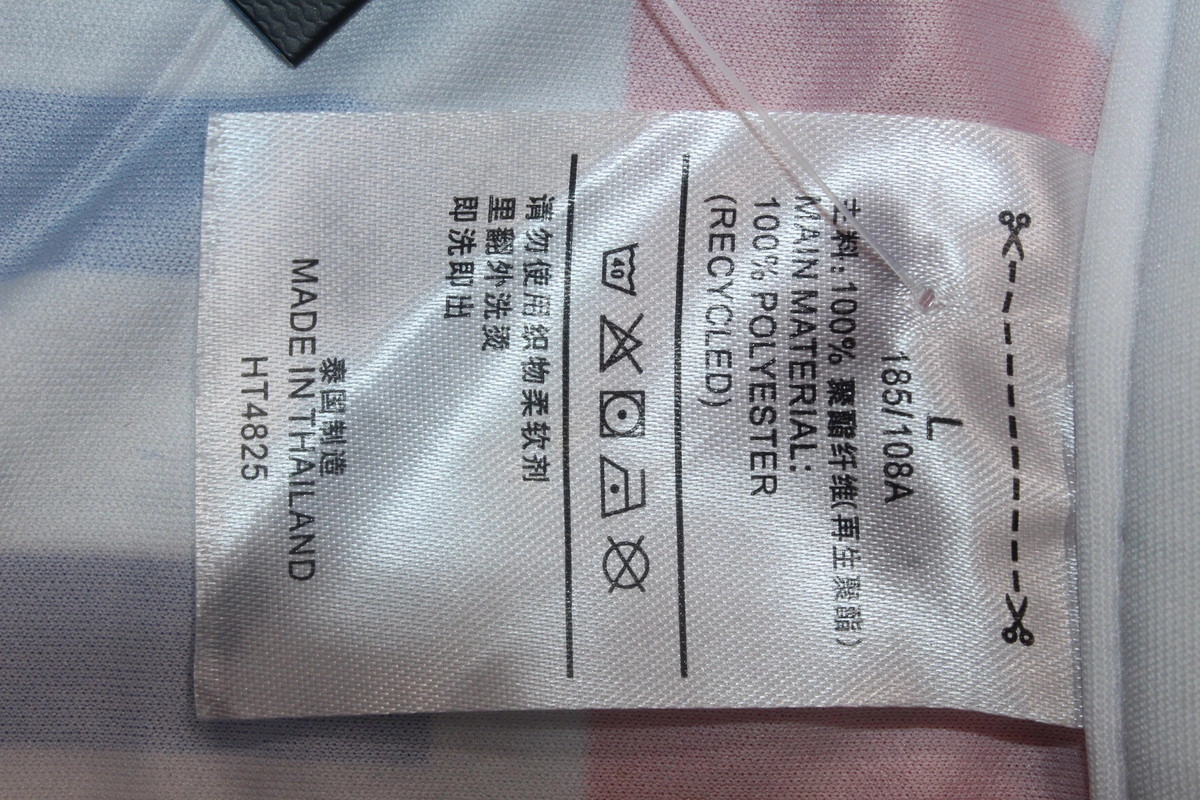 L
185/108A
主料:100% 聚酯纤维(再生聚酯)
MAIN MATERIAL:
100% POLYESTER
(RECYCLED)
40
请勿使用织物柔软剂
里翻外洗烫
即洗即出
泰国制造
MADE IN THAILAND
HT4825